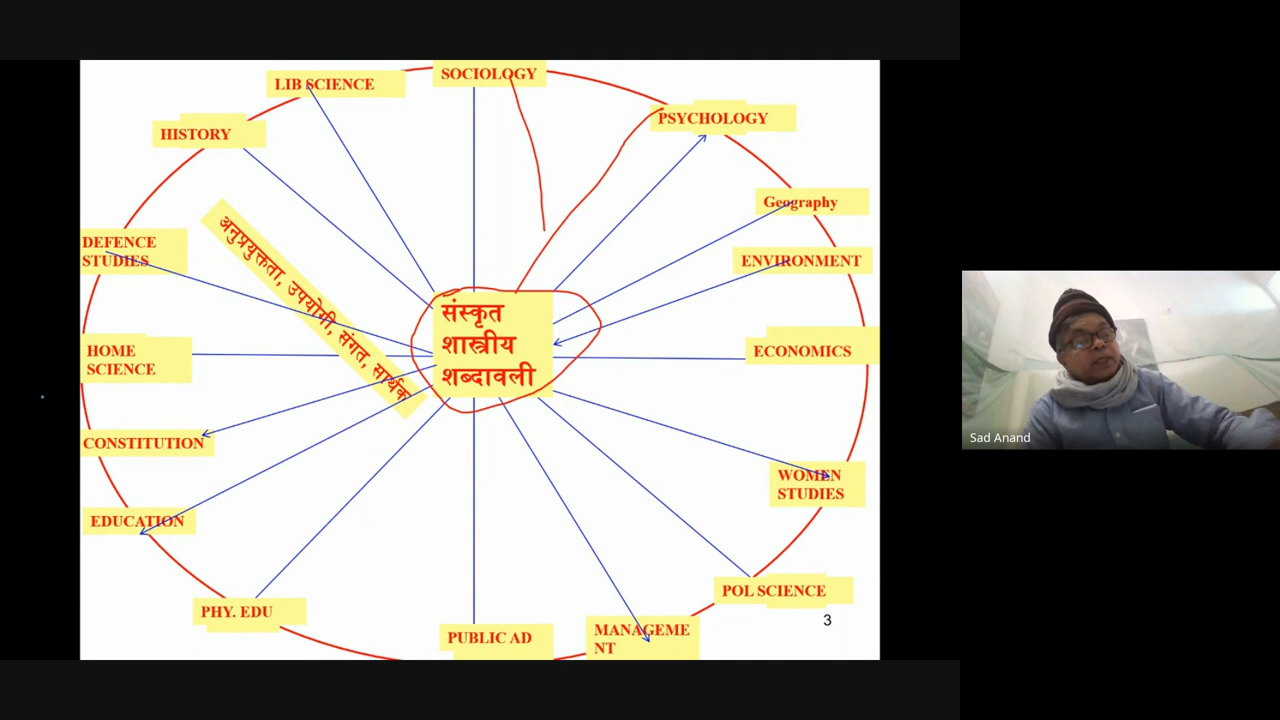 SOCIOLOGY
LIB SCIENCE
PSYCHOLOGY
HISTORY
Geography
DEFENCE
STUDIES
अनुप्रयुक्तता, उपयोगी, संगत, सार्थक
ENVIRONMENT
संस्कृत
शास्त्रीय
शब्दावली
HOME
SCIENCE
ECONOMICS
CONSTITUTION
WOMEN
STUDIES
EDUCATION
POL SCIENCE
PHY. EDU
PUBLIC AD
MANAGEME
NT
3
Sad Anand